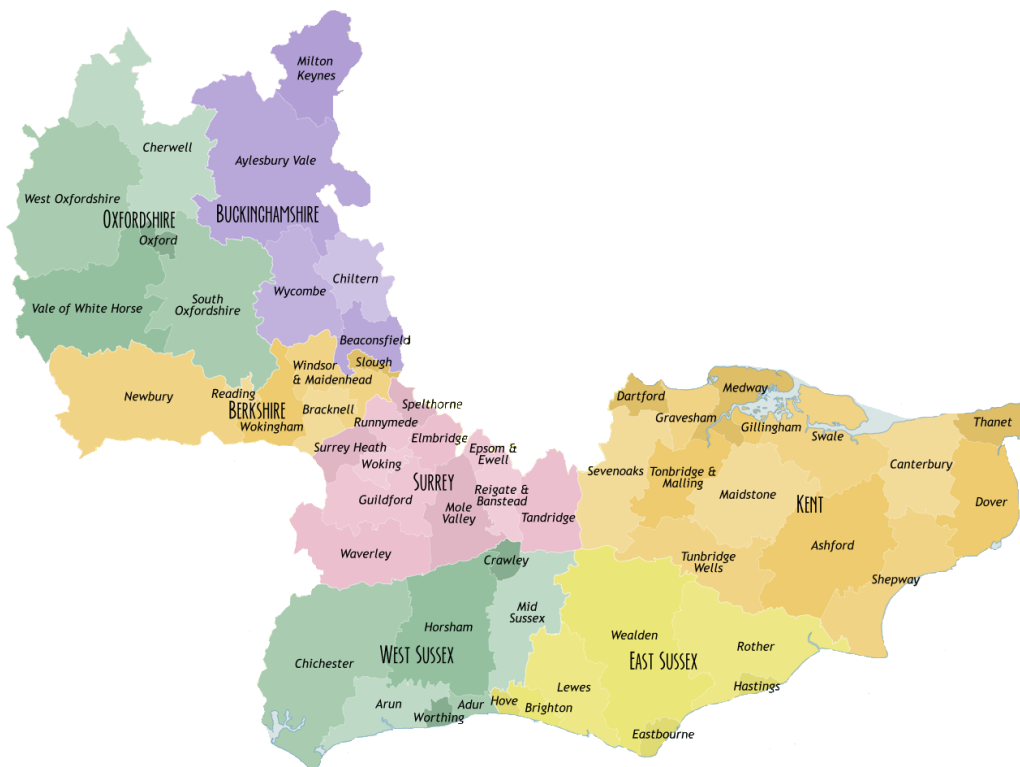 Milton
Keynes
Cherwell
Aylesbury Vale
West Oxfordshire
OXFORDSHIRE
BUCKINGHAMSHIRE
Oxford
Chiltern
Wycombe
Vale of White Horse
South
Oxfordshire
Beaconsfield
Slough
Windsor
& Maidenhead
Newbury
Reading
BERKSHIRE
Bracknell
Wokingham
Spelthorne
Runnymede
Elmbridge
Surrey Heath
Epsom &
Ewell
Woking
SURREY
Guildford
Reigate &
Banstead
Mole
Valley
Tandridge
Waverley
Dartford
Medway
Gravesham
Gillingham
Swale
Thanet
Sevenoaks
Tonbridge &
Malling
Canterbury
Maidstone
KENT
Dover
Ashford
Tunbridge
Wells
Shepway
Crawley
Mid
Sussex
Horsham
WEST SUSSEX
Chichester
Arun
Worthing
Adur
Hove
Brighton
Lewes
Wealden
EAST SUSSEX
Rother
Hastings
Eastbourne